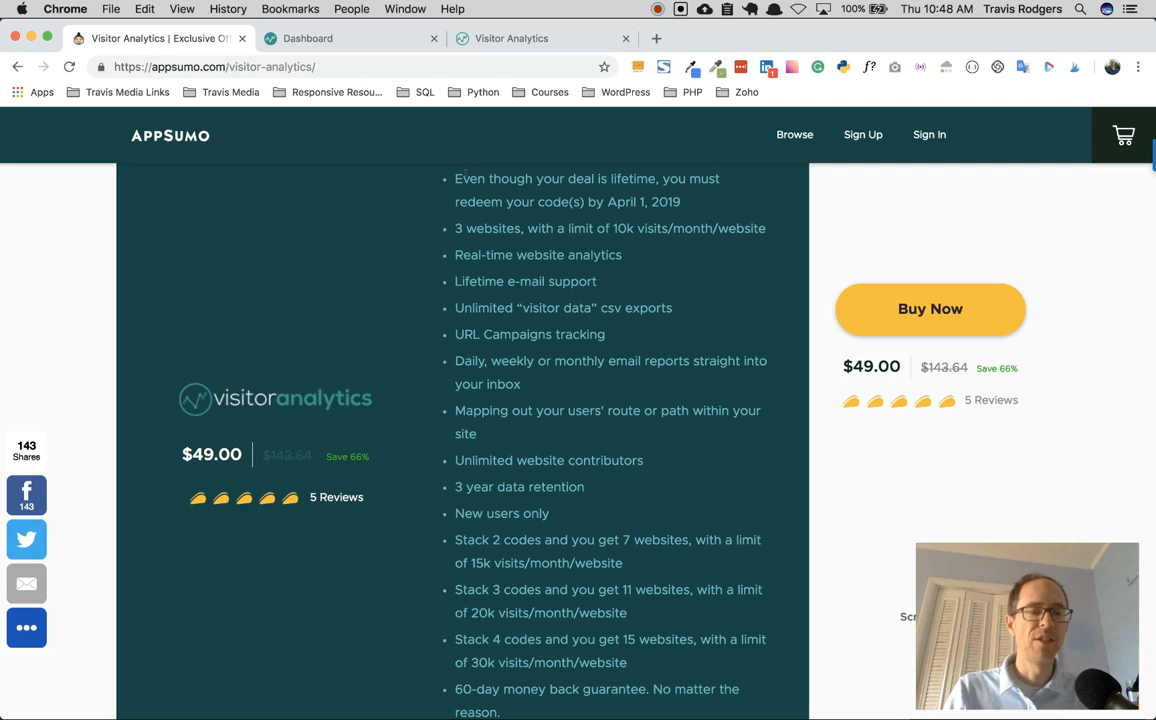 Chrome File Edit View History Bookmarks People Window Help 100% Thu 10:48 AM Travis Rodgers
Visitor Analytics | Exclusive Of Dashboard Visitor Analytics
https://appsumo.com/visitor-analytics/
Apps Travis Media Links Travis Media Responsive Resou... SQL Python Courses WordPress PHP Zoho
APPSUMO Browse Sign Up Sign In
• Even though your deal is lifetime, you must
redeem your code(s) by April 1, 2019
• 3 websites, with a limit of 10k visits/month/website
• Real-time website analytics
• Lifetime e-mail support
• Unlimited “visitor data” csv exports
• URL Campaigns tracking
• Daily, weekly or monthly email reports straight into
your inbox
• Mapping out your users' route or path within your
site
• Unlimited website contributors
• 3 year data retention
• New users only
• Stack 2 codes and you get 7 websites, with a limit
of 15k visits/month/website
• Stack 3 codes and you get 11 websites, with a limit
of 20k visits/month/website
• Stack 4 codes and you get 15 websites, with a limit
of 30k visits/month/website
• 60-day money back guarantee. No matter the
reason.
visitoranalytics
$49.00 $143.64 Save 66%
5 Reviews
Buy Now
$49.00 $143.64 Save 66%
5 Reviews
143
Shares
f
143
Scr